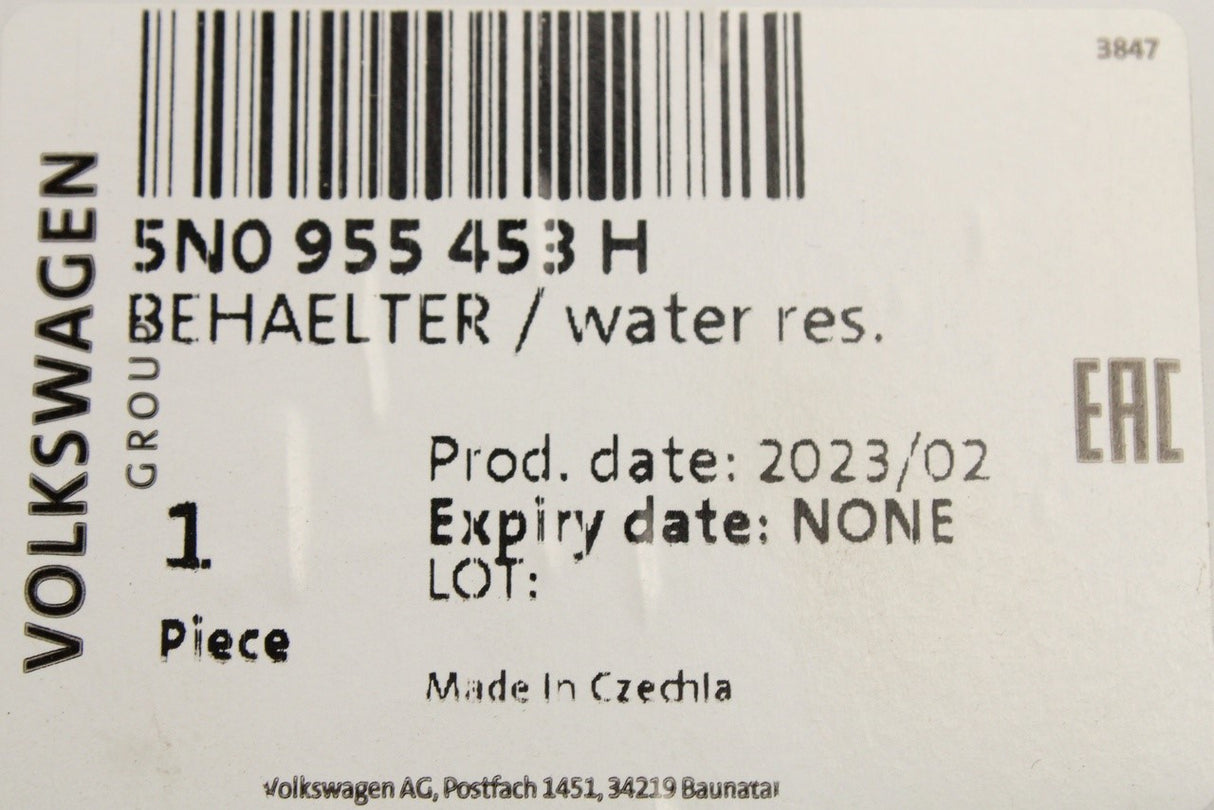 3847
VOLKSWAGEN
GROUP
5N0 955 453 H
BEHAELTER / water res.
EAC
Prod. date: 2023/02
Expiry date: NONE
LOT:
1
Piece
Made In Czechia
Volkswagen AG, Postfach 1451, 34219 Baunatal